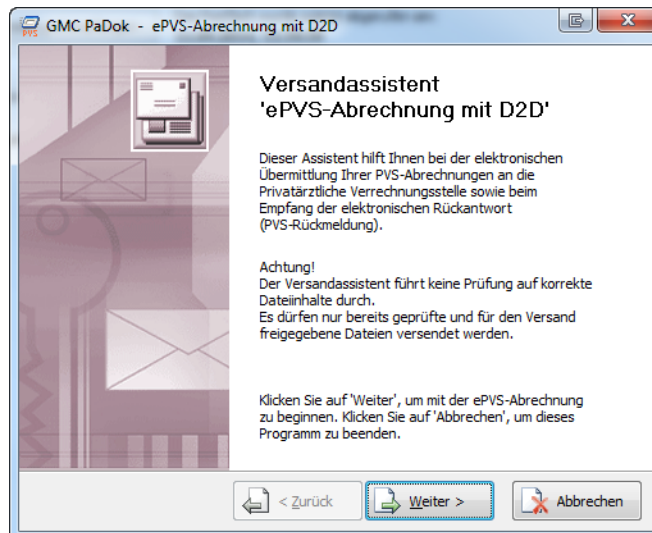 GMC PaDok - ePVS-Abrechnung mit D2D
PVS
Versandassistent
'ePVS-Abrechnung mit D2D'
Dieser Assistent hilft Ihnen bei der elektronischen
Übermittlung Ihrer PVS-Abrechnungen an die
Privatärztliche Verrechnungsstelle sowie beim
Empfang der elektronischen Rückantwort
(PVS-Rückmeldung).
Achtung!
Der Versandassistent führt keine Prüfung auf korrekte
Dateiinhalte durch.
Es dürfen nur bereits geprüfte und für den Versand
freigegebene Dateien versendet werden.
Klicken Sie auf 'Weiter', um mit der ePVS-Abrechnung
zu beginnen. Klicken Sie auf 'Abbrechen', um dieses
Programm zu beenden.
< Zurück
Weiter >
Abbrechen